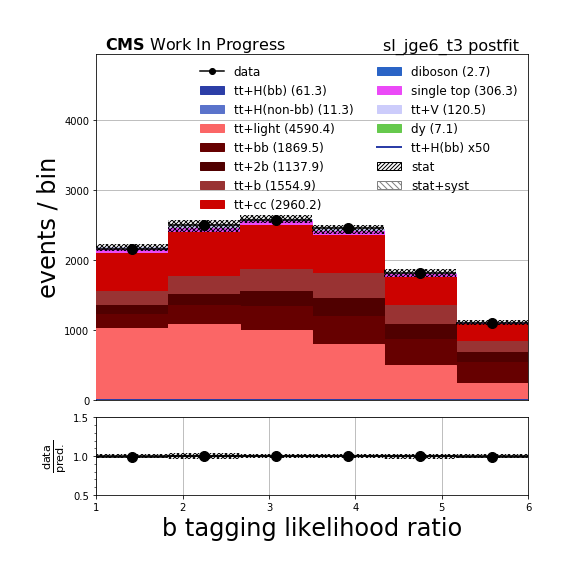 CMS Work In Progress
sl_jge6_t3 postfit
data
tt+H(bb) (61.3)
tt+H(non-bb) (11.3)
tt+light (4590.4)
tt+bb (1869.5)
tt+2b (1137.9)
tt+b (1554.9)
tt+cc (2960.2)
diboson (2.7)
single top (306.3)
tt+V (120.5)
dy (7.1)
tt+H(bb) x50
stat
stat+syst
events / bin
4000
3000
2000
1000
0
data
pred.
1.5
1.0
0.5
1 2 3 4 5 6
b tagging likelihood ratio